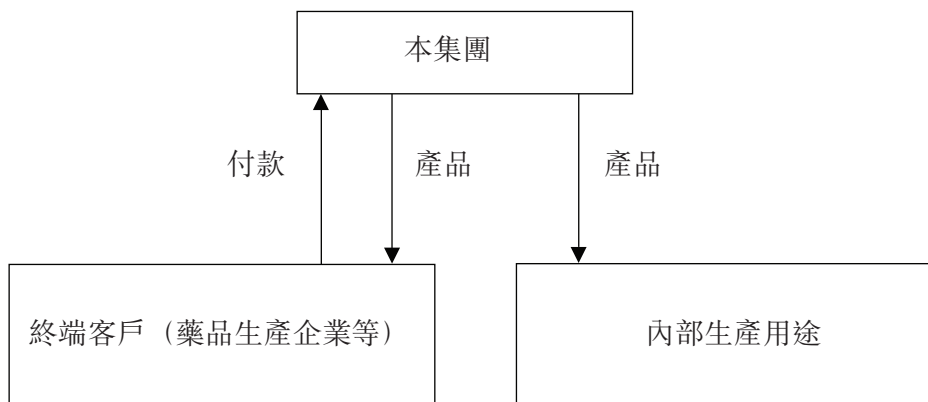 本集團
付款
產品
產品
終端客戶（藥品生產企業等）
內部生產用途